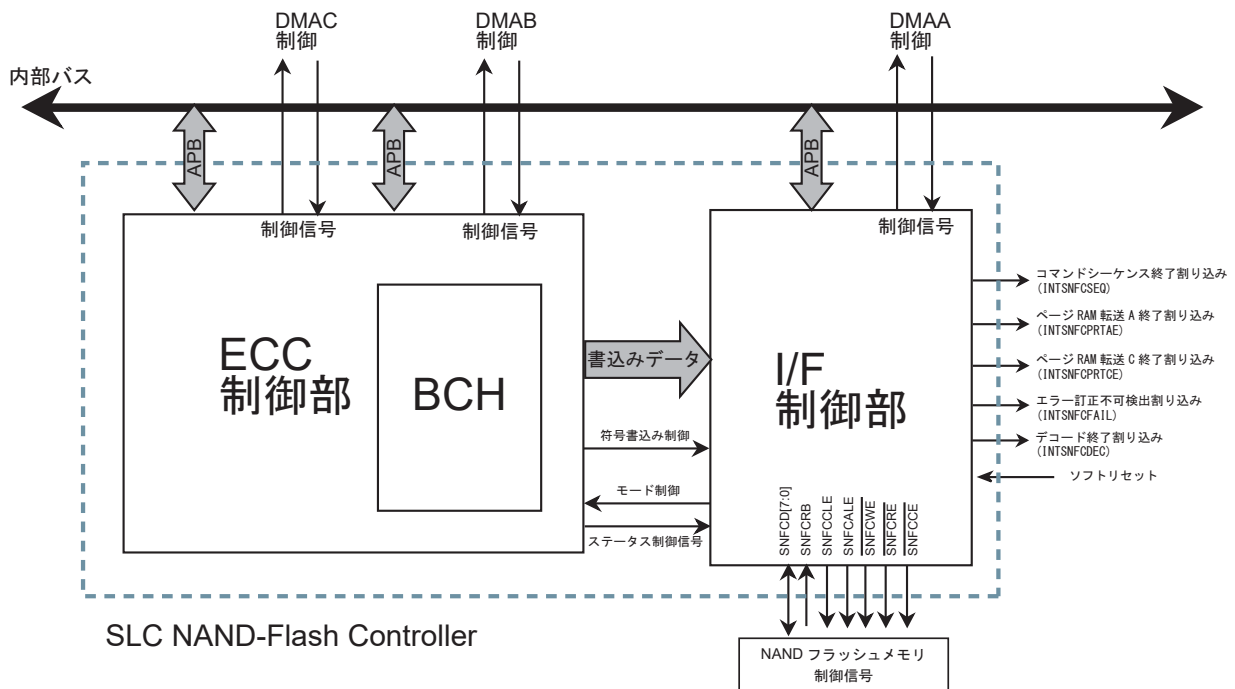 DMAC
制御
DMAB
制御
DMAA
制御
内部バス
APB
APB
APB
制御信号
制御信号
制御信号
ECC
制御部
BCH
書込みデータ
I/F
制御部
符号書込み制御
モード制御
ステータス制御信号
コマンドシーケンス終了割り込み
(INTSNFCSEQ)
ページ RAM 転送 A 終了割り込み
(INTSNFCPRTAE)
ページ RAM 転送 C 終了割り込み
(INTSNFCPRTCE)
エラー訂正不可検出割り込み
(INTSNFCFAIL)
デコード終了割り込み
(INTSNFCDEC)
ソフトリセット
SNFCD[7:0]
SNFCRB
SNFCCLE
SNFCALE
SNFCWE
SNFCRE
SNFCCE
SLC NAND-Flash Controller
NAND フラッシュメモリ
制御信号